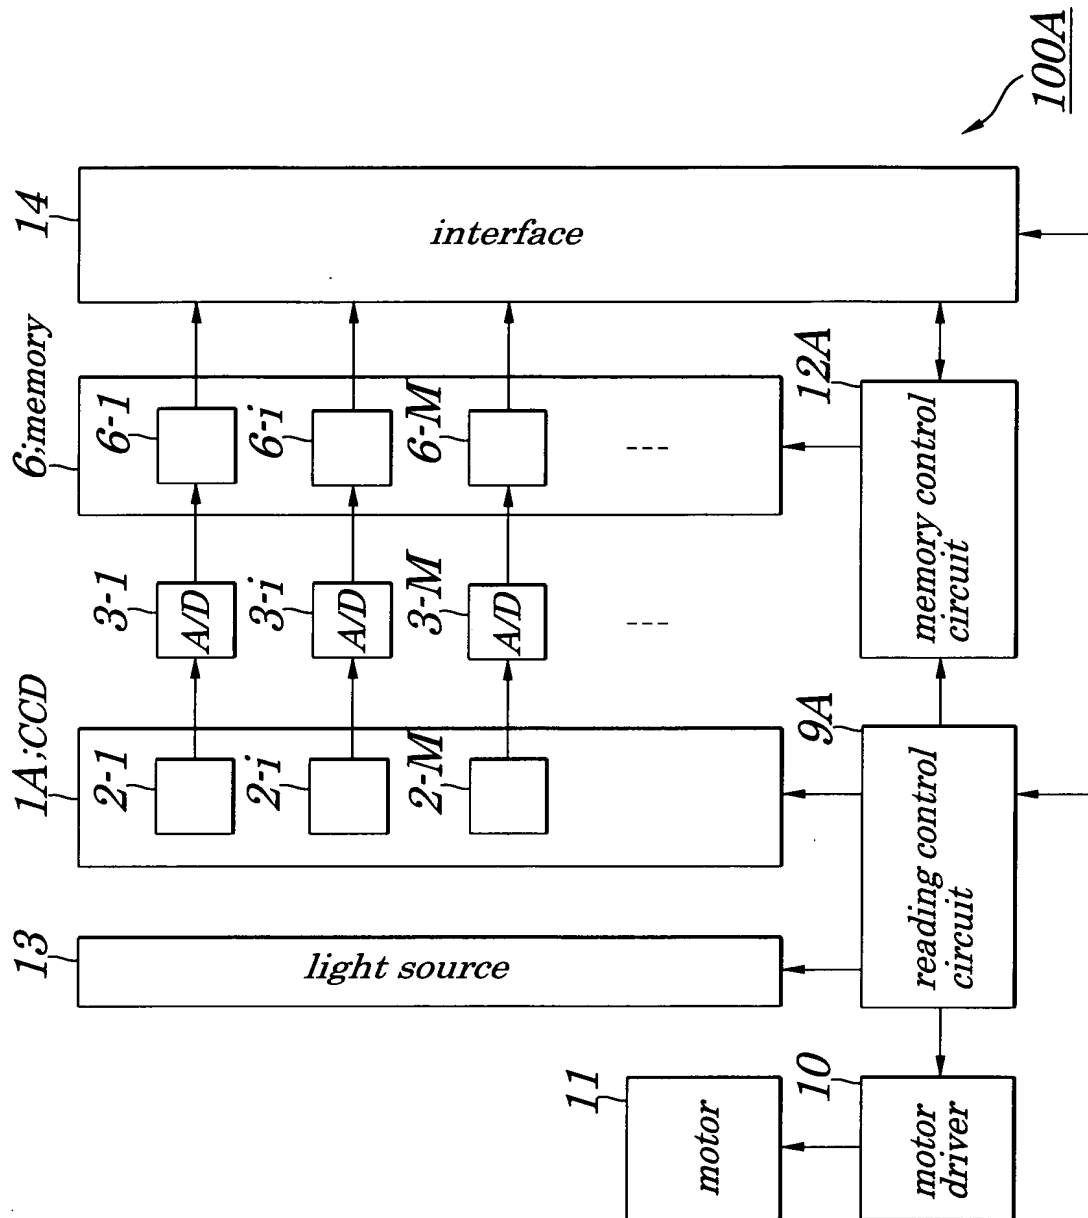 14
interface
6;memory
6-1
6-i
6-M
----
12A
memory control
circuit
3-1
A/D
3-i
A/D
3-M
A/D
----
1A;CCD
2-1
2-i
2-M
9A
reading control
circuit
13
light source
11
motor
10
motor
driver
100A